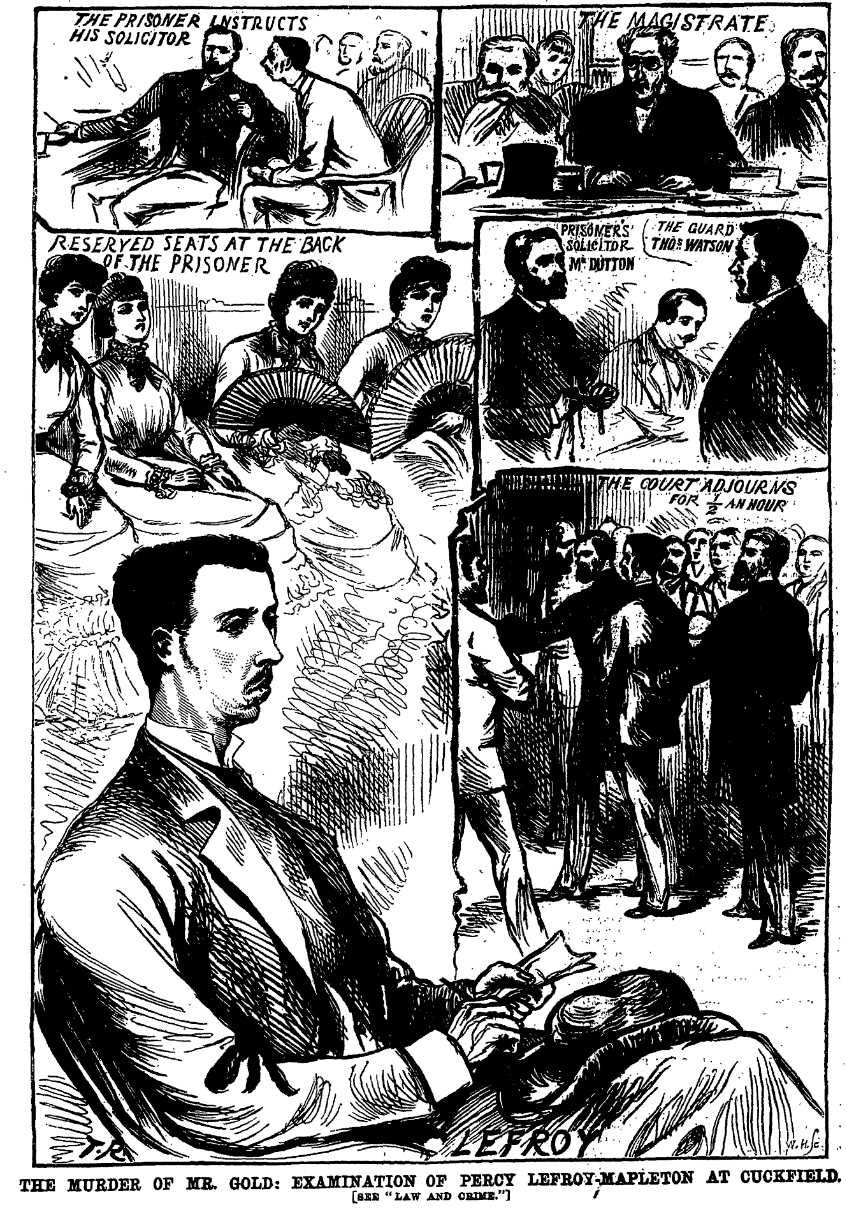 THE PRISONER INSTRUCTS
HIS SOLICITOR
THE MAGISTRATE
RESERVED SEATS AT THE BACK
OF THE PRISONER
PRISONER'S
SOLICITOR
Mr DUTTON
THE GUARD
THOs WATSON
THE COURT ADJOURNS
FOR ½ AN HOUR
T.R.
LEFROY
THE MURDER OF MR. GOLD: EXAMINATION OF PERCY LEFROY-MAPLETON AT CUCKFIELD.
[SEE "LAW AND CRIME."]